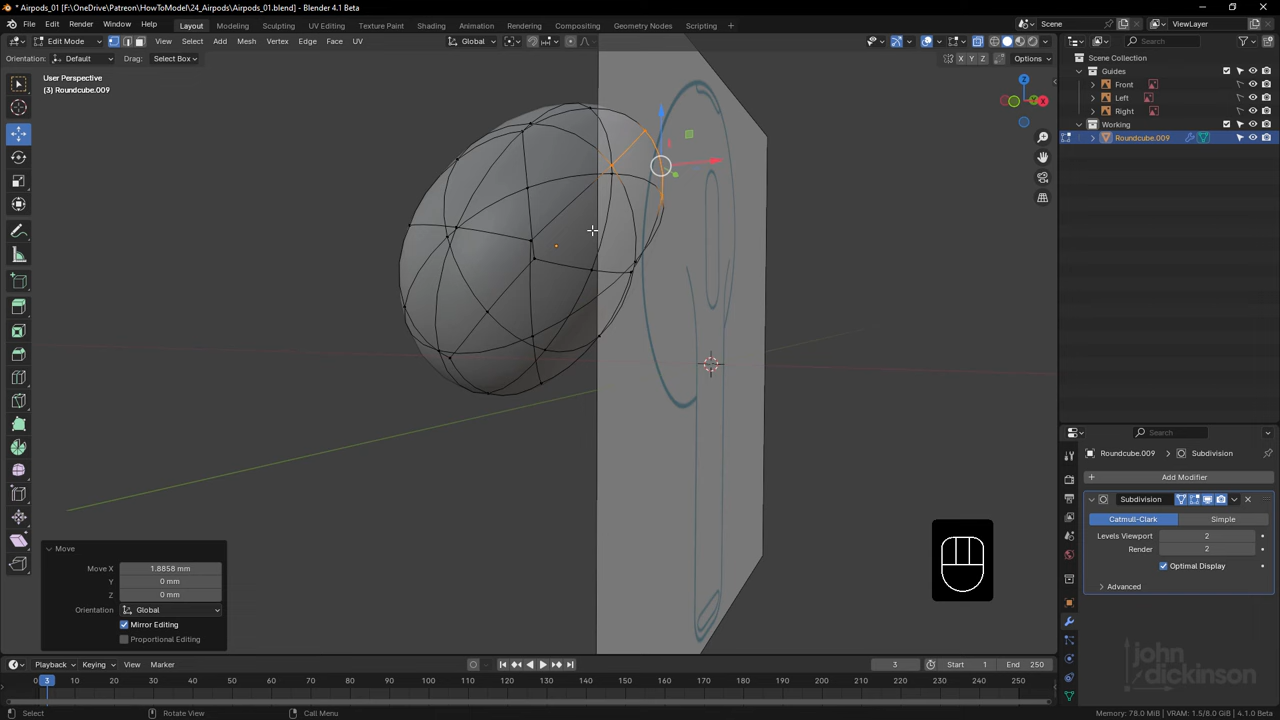 * Airpods_01 [F:\OneDrive\Patreon\HowToModel\24_Airpods\Airpods_01.blend] - Blender 4.1 Beta
File Edit Render Window Help Layout Modeling Sculpting UV Editing Texture Paint Shading Animation Rendering Compositing Geometry Nodes Scripting + Scene ViewLayer
Edit Mode View Select Add Mesh Vertex Edge Face UV Global Search
Orientation: Default Drag: Select Box X Y Z Options
Scene Collection
Guides
Front
Left
Right
Working
Roundcube.009
User Perspective
(3) Roundcube.009
Z
Y X
Search
Roundcube.009 > Subdivision
+ Add Modifier
Subdivision
Catmull-Clark Simple
Levels Viewport 2
Render 2
Optimal Display
Advanced
Move
Move X 1.8858 mm
Y 0 mm
Z 0 mm
Orientation Global
Mirror Editing
Proportional Editing
john
dickinson
Playback Keying View Marker 3 Start 1 End 250
0 3 10 20 30 40 50 60 70 80 90 100 110 120 130 140 150 160 170 180 190 200 210 220 230 240 250
Select Rotate View Call Menu Memory: 78.0 MiB | VRAM: 1.5/8.0 GiB | 4.1.0 Beta